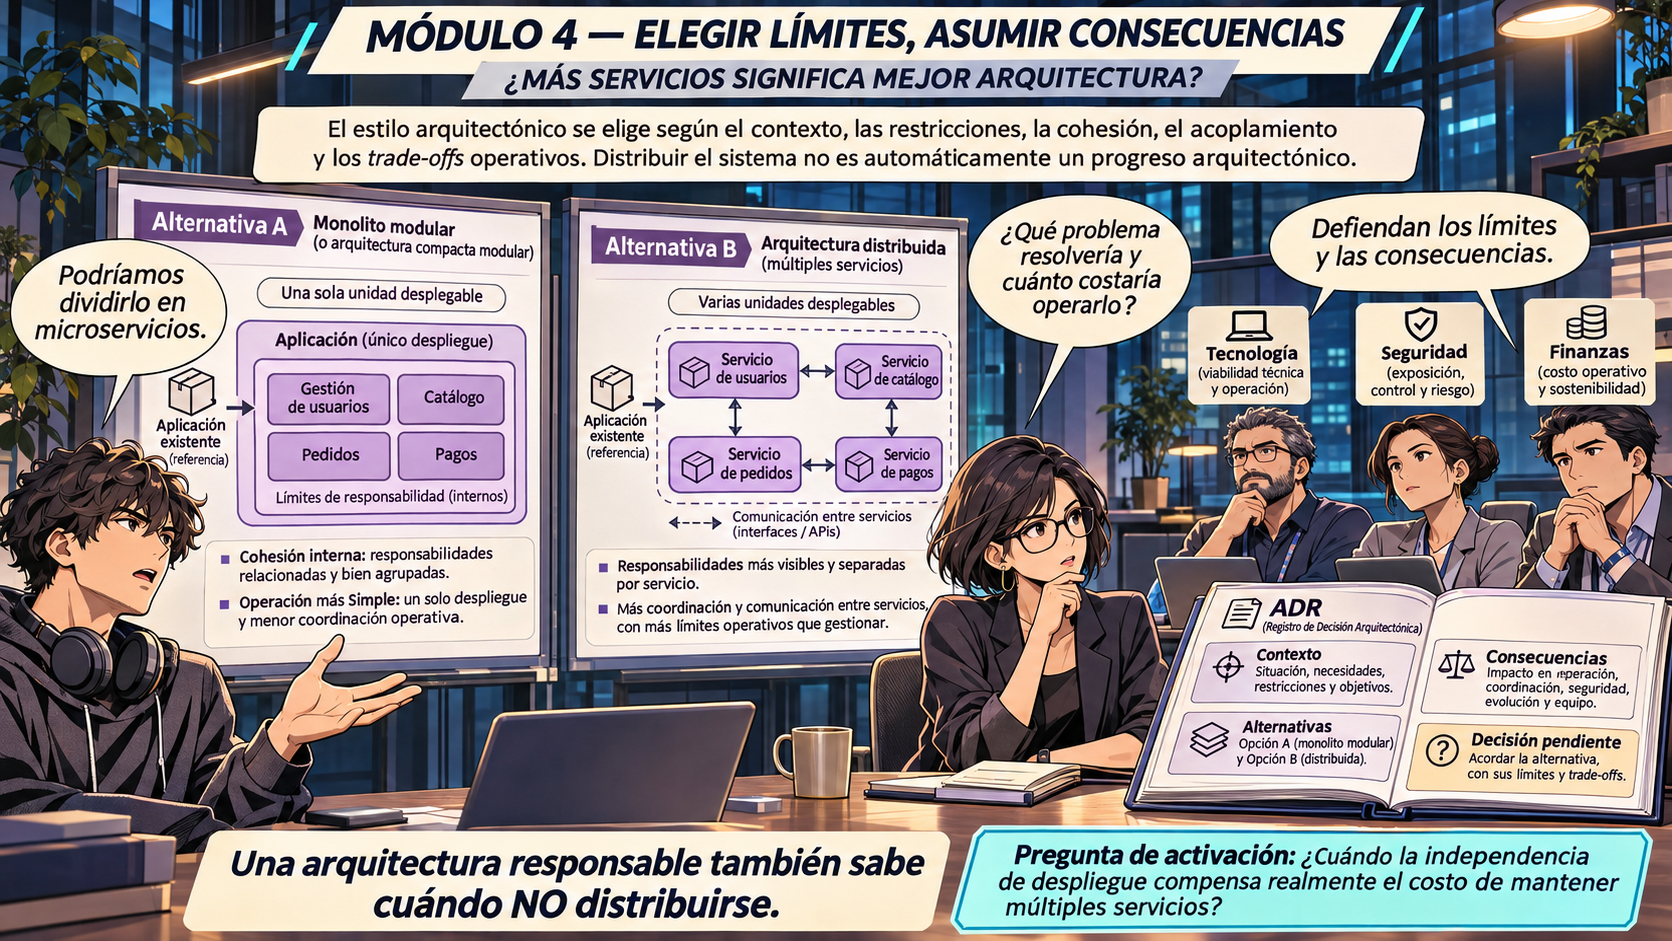 MÓDULO 4 — ELEGIR LÍMITES, ASUMIR CONSECUENCIAS
¿MÁS SERVICIOS SIGNIFICA MEJOR ARQUITECTURA?
El estilo arquitectónico se elige según el contexto, las restricciones, la cohesión, el acoplamiento
y los trade-offs operativos. Distribuir el sistema no es automáticamente un progreso arquitectónico.
Podríamos
dividirlo en
microservicios.
Alternativa A
Monolito modular
(o arquitectura compacta modular)
Una sola unidad desplegable
Aplicación (único despliegue)
Gestión
de usuarios
Catálogo
Pedidos
Pagos
Límites de responsabilidad (internos)
Aplicación
existente
(referencia)
Cohesión interna: responsabilidades
relacionadas y bien agrupadas.
Operación más Simple: un solo despliegue
y menor coordinación operativa.
Alternativa B
Arquitectura distribuida
(múltiples servicios)
Varias unidades desplegables
Aplicación
existente
(referencia)
Servicio
de usuarios
Servicio
de catálogo
Servicio
de pedidos
Servicio
de pagos
Comunicación entre servicios
(interfaces / APIs)
Responsabilidades más visibles y separadas
por servicio.
Más coordinación y comunicación entre servicios,
con más límites operativos que gestionar.
¿Qué problema
resolvería y
cuánto costaría
operarlo?
Defiendan los límites
y las consecuencias.
Tecnología
(viabilidad técnica
y operación)
Seguridad
(exposición,
control y riesgo)
Finanzas
(costo operativo
y sostenibilidad)
ADR
(Registro de Decisión Arquitectónica)
Contexto
Situación, necesidades,
restricciones y objetivos.
Alternativas
Opción A (monolito modular)
y Opción B (distribuida).
Consecuencias
Impacto en
coordinación, seguridad,
evolución y equipo.
Decisión pendiente
Acordar la alternativa,
con sus límites y trade-offs.
Una arquitectura responsable también sabe
cuándo NO distribuirse.
Pregunta de activación: ¿Cuándo la independencia
de despliegue compensa realmente el costo de mantener
múltiples servicios?